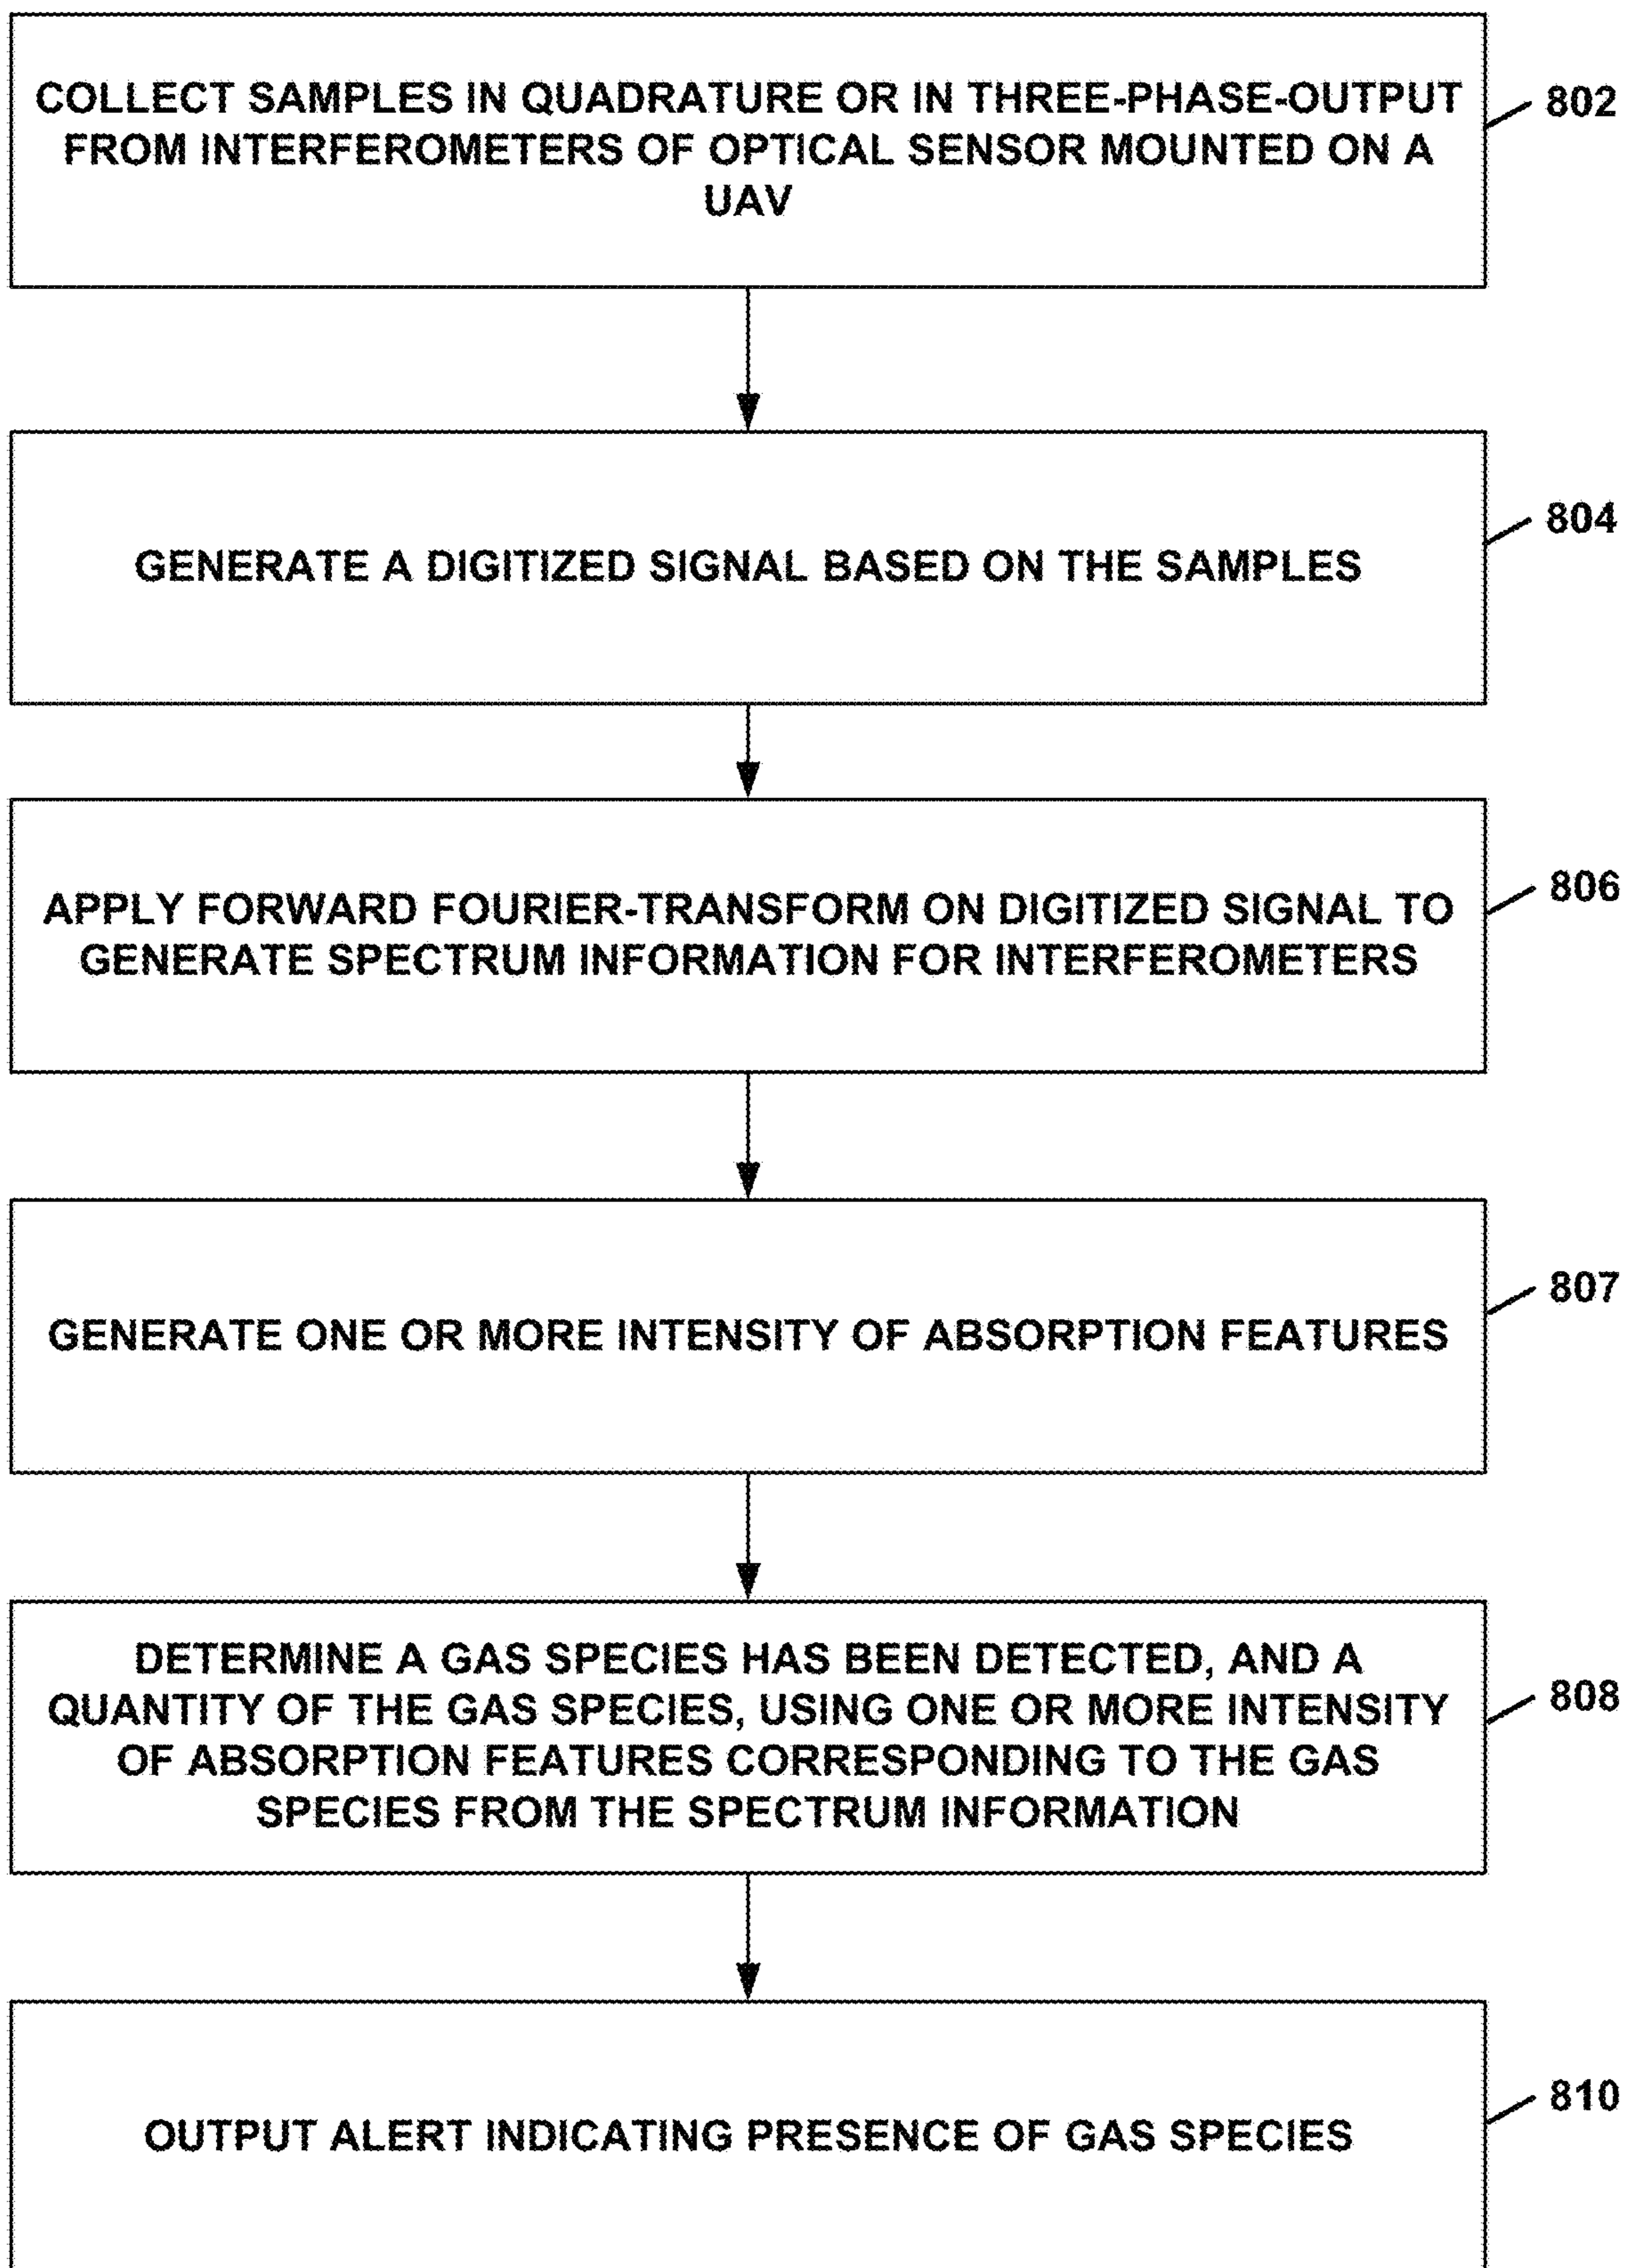 COLLECT SAMPLES IN QUADRATURE OR IN THREE-PHASE-OUTPUT
FROM INTERFEROMETERS OF OPTICAL SENSOR MOUNTED ON A
UAV
802
GENERATE A DIGITIZED SIGNAL BASED ON THE SAMPLES
804
APPLY FORWARD FOURIER-TRANSFORM ON DIGITIZED SIGNAL TO
GENERATE SPECTRUM INFORMATION FOR INTERFEROMETERS
806
GENERATE ONE OR MORE INTENSITY OF ABSORPTION FEATURES
807
DETERMINE A GAS SPECIES HAS BEEN DETECTED, AND A
QUANTITY OF THE GAS SPECIES, USING ONE OR MORE INTENSITY
OF ABSORPTION FEATURES CORRESPONDING TO THE GAS
SPECIES FROM THE SPECTRUM INFORMATION
808
OUTPUT ALERT INDICATING PRESENCE OF GAS SPECIES
810